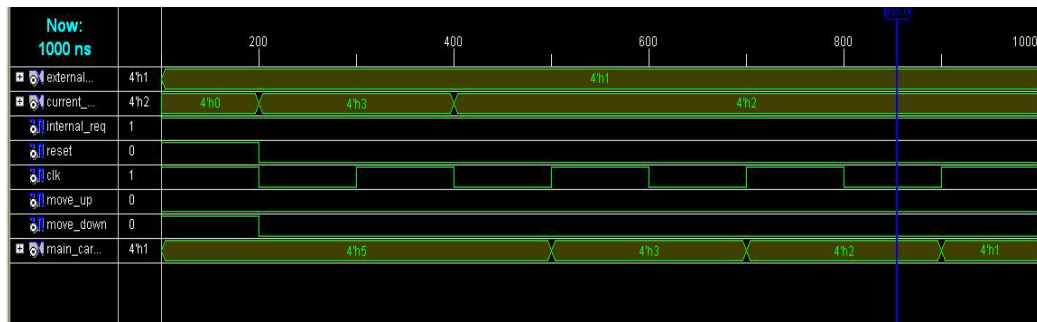 Now:
1000 ns
200 400 600 800 1000
external... 4'h1 4'h1
current_... 4'h2 4'h0 4'h3 4'h2
internal_req 1
reset 0
clk 1
move_up 0
move_down 0
main_car... 4'h1 4'h5 4'h3 4'h2 4'h1